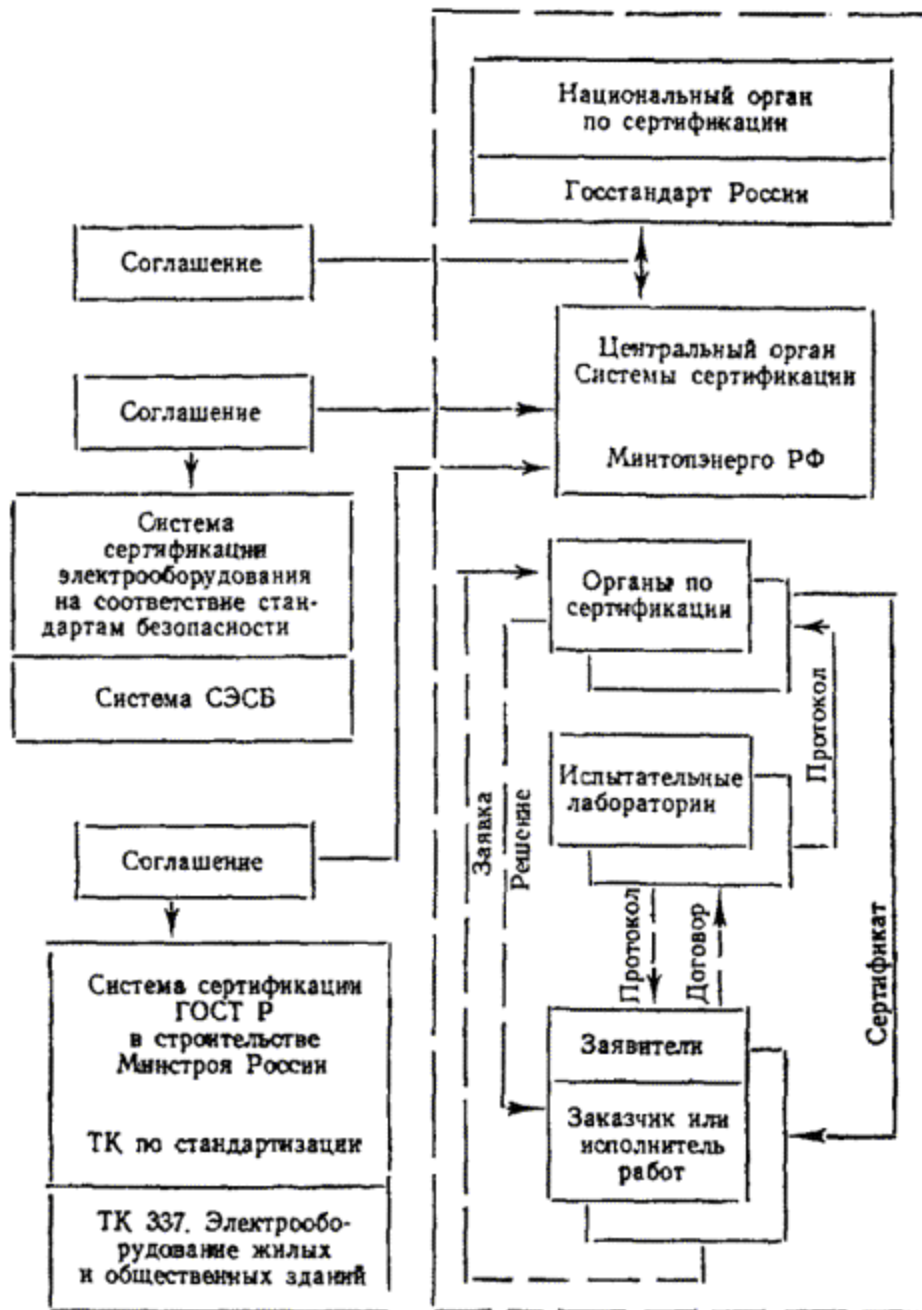 Национальный орган
по сертификации
Госстандарт России
Соглашение
Центральный орган
Системы сертификации
Минтопэнерго РФ
Соглашение
Система
сертификации
электрооборудования
на соответствие стан-
дартам безопасности
Система СЭСБ
Органы по
сертификации
Протокол
Испытательные
лаборатории
Заявка
Решение
Соглашение
Протокол
Договор
Сертификат
Система сертификации
ГОСТ Р
в строительстве
Минстроя России
ТК по стандартизации
ТК 337. Электрообо-
рудование жилых
и общественных зданий
Заявители
Заказчик или
исполнитель
работ